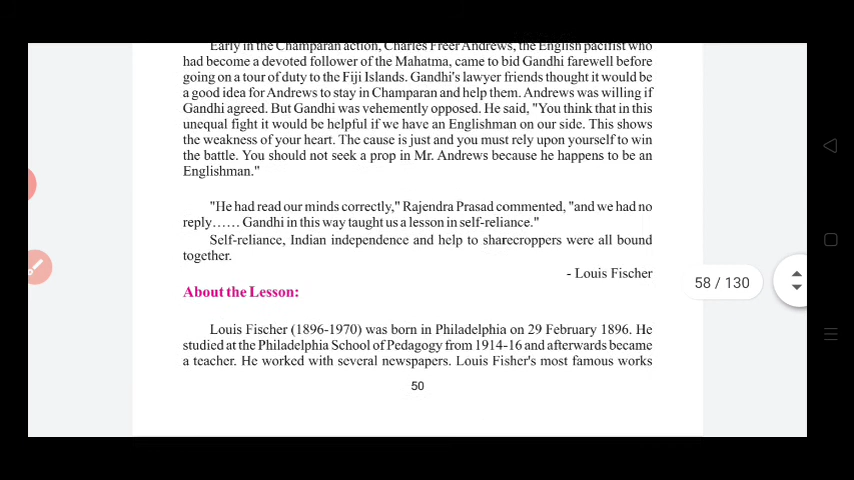 Early in the Champaran action, Charles Freer Andrews, the English pacifist who
had become a devoted follower of the Mahatma, came to bid Gandhi farewell before
going on a tour of duty to the Fiji Islands. Gandhi's lawyer friends thought it would be
a good idea for Andrews to stay in Champaran and help them. Andrews was willing if
Gandhi agreed. But Gandhi was vehemently opposed. He said, "You think that in this
unequal fight it would be helpful if we have an Englishman on our side. This shows
the weakness of your heart. The cause is just and you must rely upon yourself to win
the battle. You should not seek a prop in Mr. Andrews because he happens to be an
Englishman."
"He had read our minds correctly," Rajendra Prasad commented, "and we had no
reply…… Gandhi in this way taught us a lesson in self-reliance."
Self-reliance, Indian independence and help to sharecroppers were all bound
together.
- Louis Fischer
58 / 130
About the Lesson:
Louis Fischer (1896-1970) was born in Philadelphia on 29 February 1896. He
studied at the Philadelphia School of Pedagogy from 1914-16 and afterwards became
a teacher. He worked with several newspapers. Louis Fisher's most famous works
50